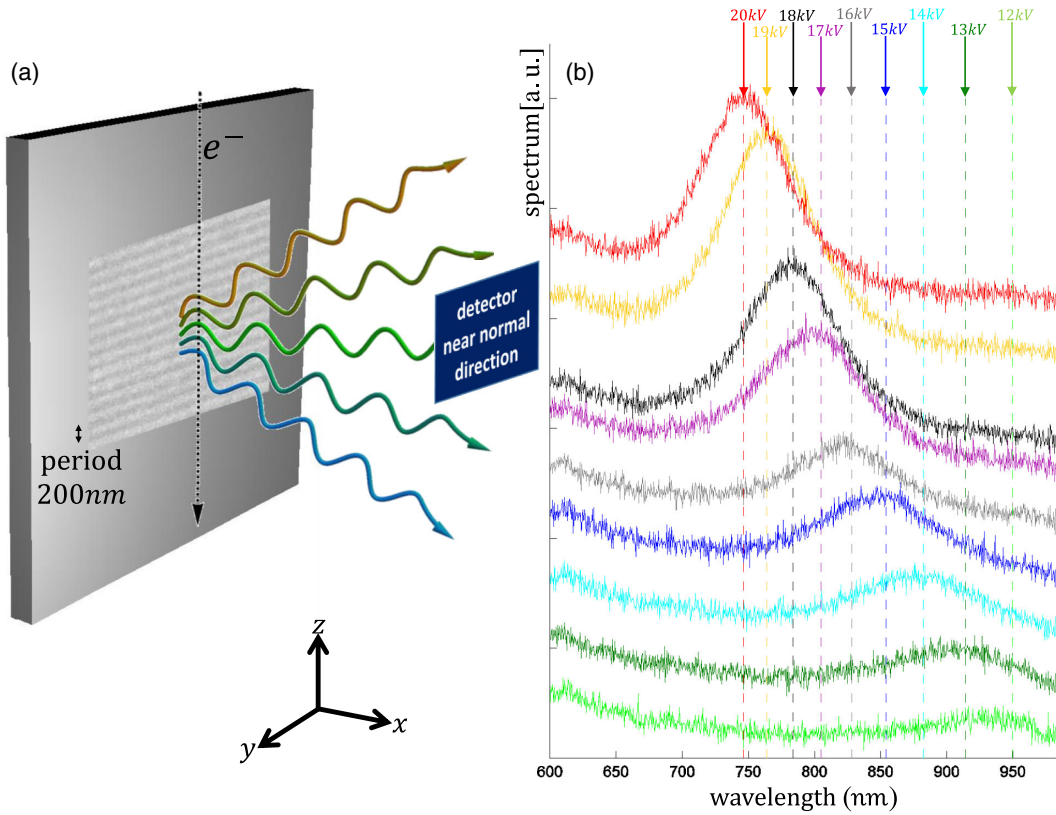 (a)
e⁻
detector
near normal
direction
period
200nm
z
y
x
(b)
20kV
19kV
18kV
17kV
16kV
15kV
14kV
13kV
12kV
spectrum[a. u.]
600
650
700
750
800
850
900
950
wavelength (nm)